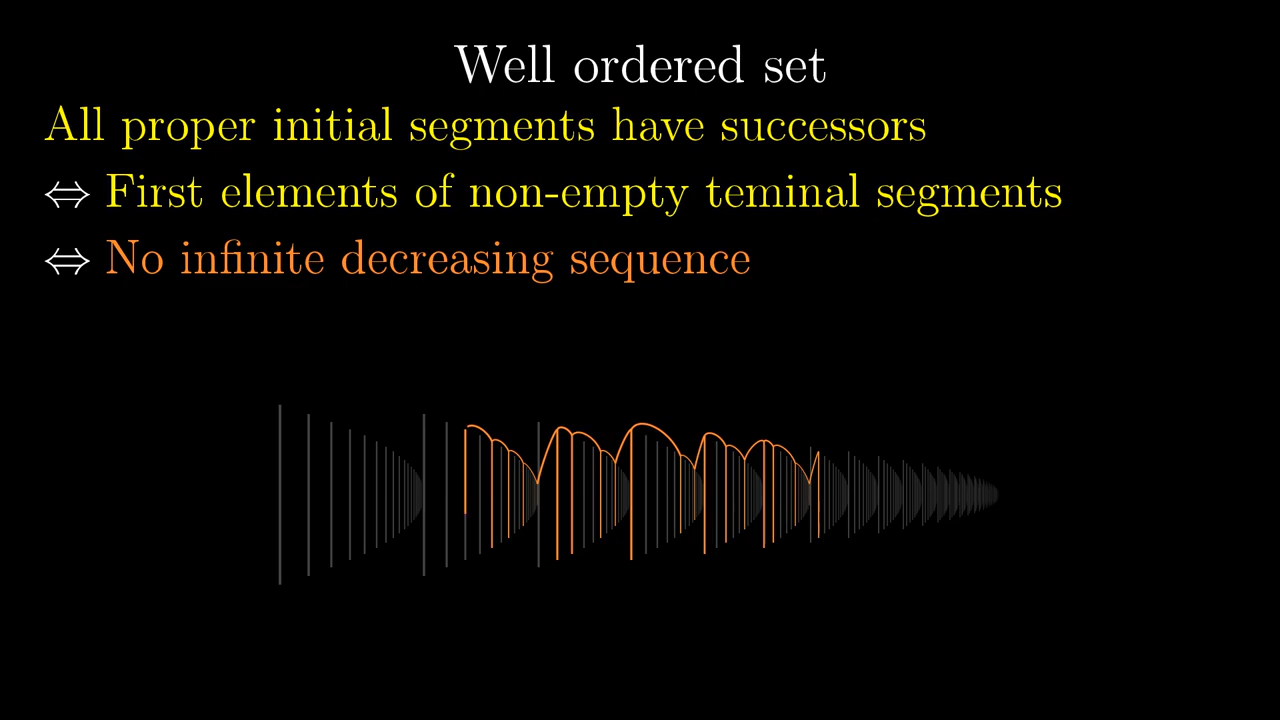 Well ordered set
All proper initial segments have successors
⇔ First elements of non-empty teminal segments
⇔ No infinite decreasing sequence